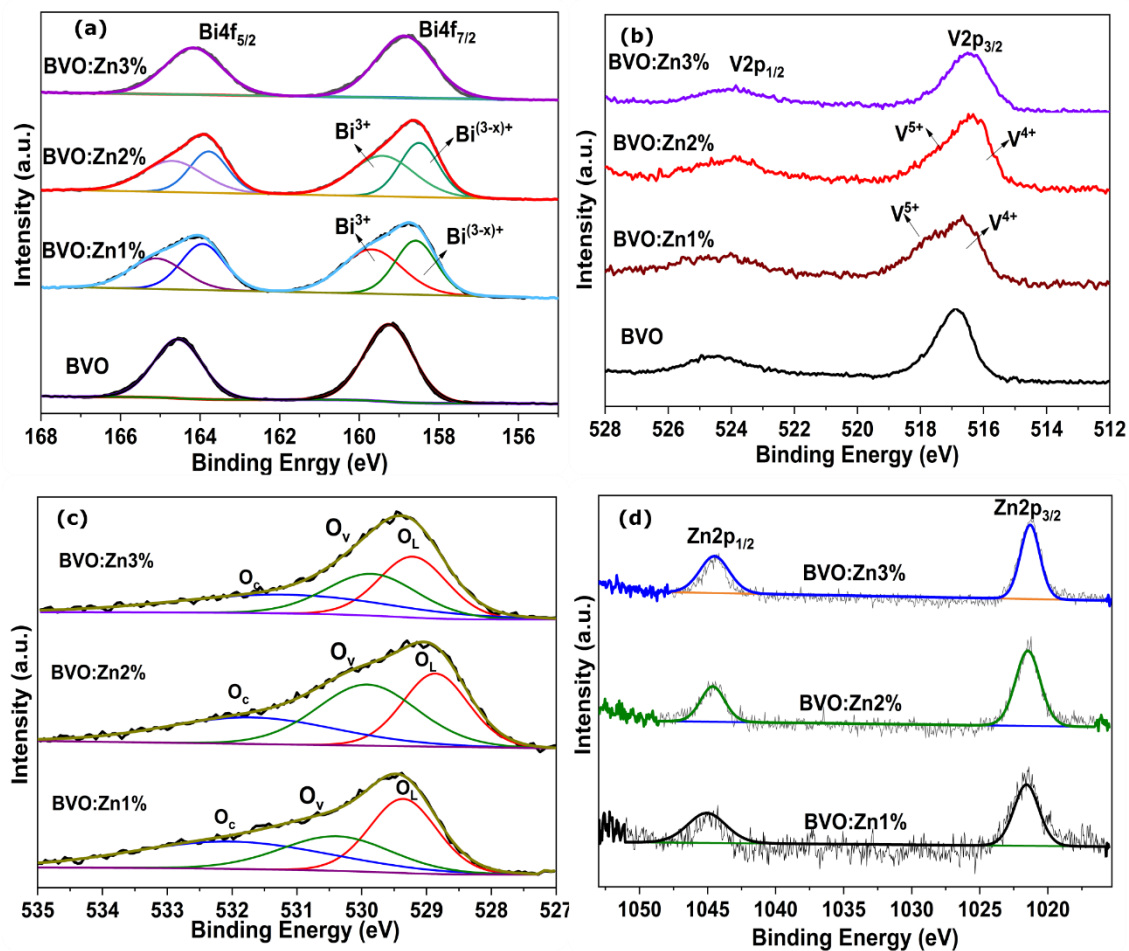 (a)
Bi4f5/2
Bi4f7/2
BVO:Zn3%
BVO:Zn2%
Bi3+
Bi(3-x)+
BVO:Zn1%
Bi3+
Bi(3-x)+
BVO
Intensity (a.u.)
168 166 164 162 160 158 156
Binding Enrgy (eV)
(b)
V2p3/2
BVO:Zn3%
V2p1/2
BVO:Zn2%
V5+
V4+
BVO:Zn1%
V5+
V4+
BVO
Intensity (a.u.)
528 526 524 522 520 518 516 514 512
Binding Energy (eV)
(c)
Ov
OL
BVO:Zn3%
Oc
Ov
OL
BVO:Zn2%
Oc
Ov
OL
BVO:Zn1%
Oc
Intensity (a.u.)
535 534 533 532 531 530 529 528 527
Binding Energy (eV)
(d)
Zn2p3/2
Zn2p1/2
BVO:Zn3%
BVO:Zn2%
BVO:Zn1%
Intensity (a.u.)
1050 1045 1040 1035 1030 1025 1020
Binding Energy (eV)